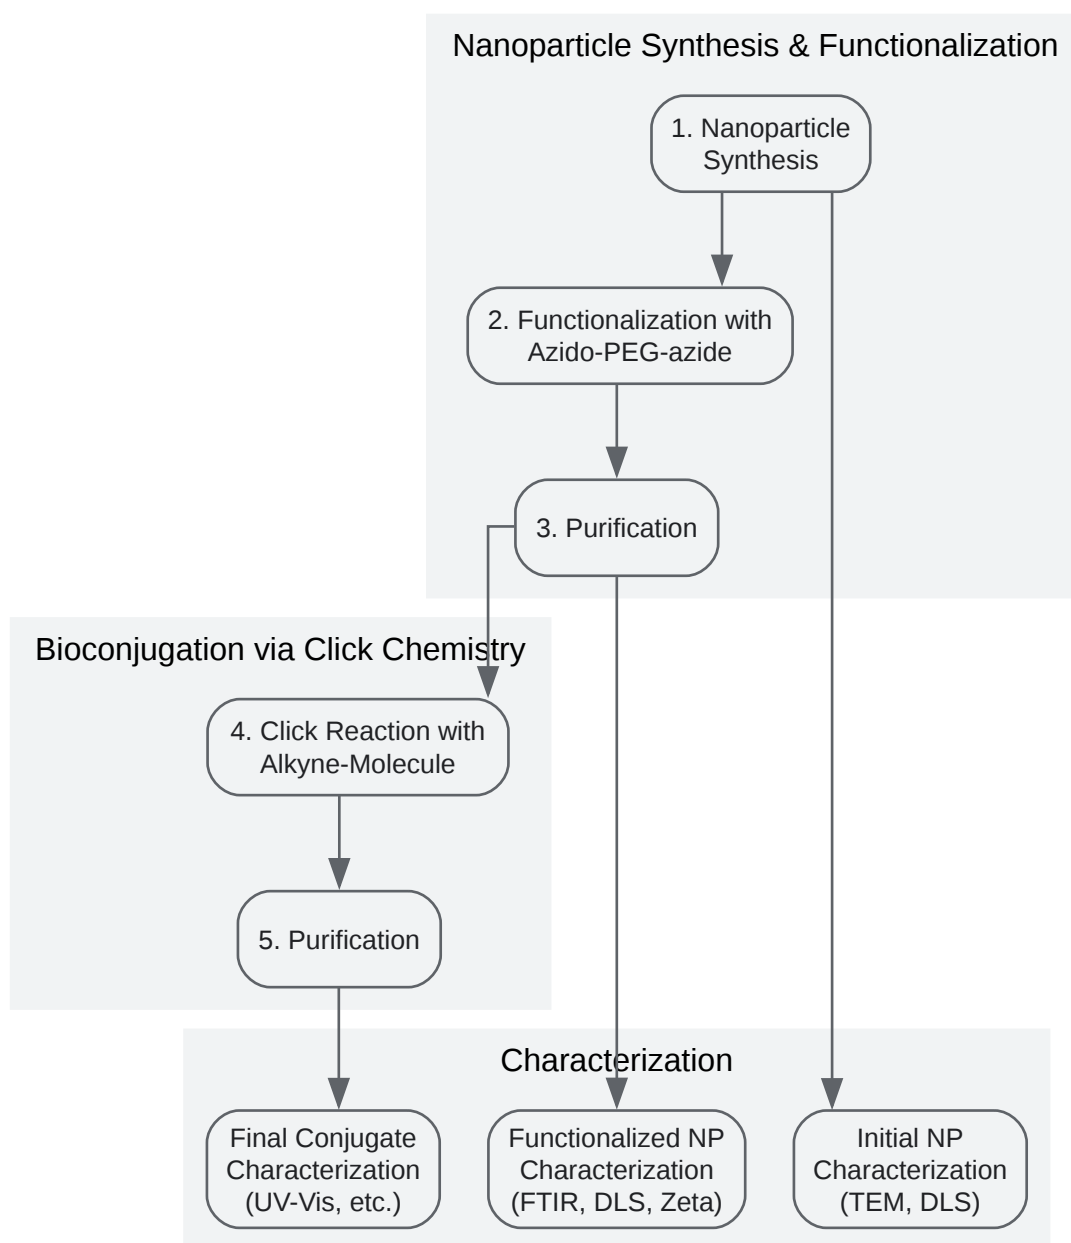 Nanoparticle Synthesis & Functionalization
1. Nanoparticle
Synthesis
2. Functionalization with
Azido-PEG-azide
3. Purification
Bioconjugation via Click Chemistry
4. Click Reaction with
Alkyne-Molecule
5. Purification
Characterization
Final Conjugate
Characterization
(UV-Vis, etc.)
Functionalized NP
Characterization
(FTIR, DLS, Zeta)
Initial NP
Characterization
(TEM, DLS)